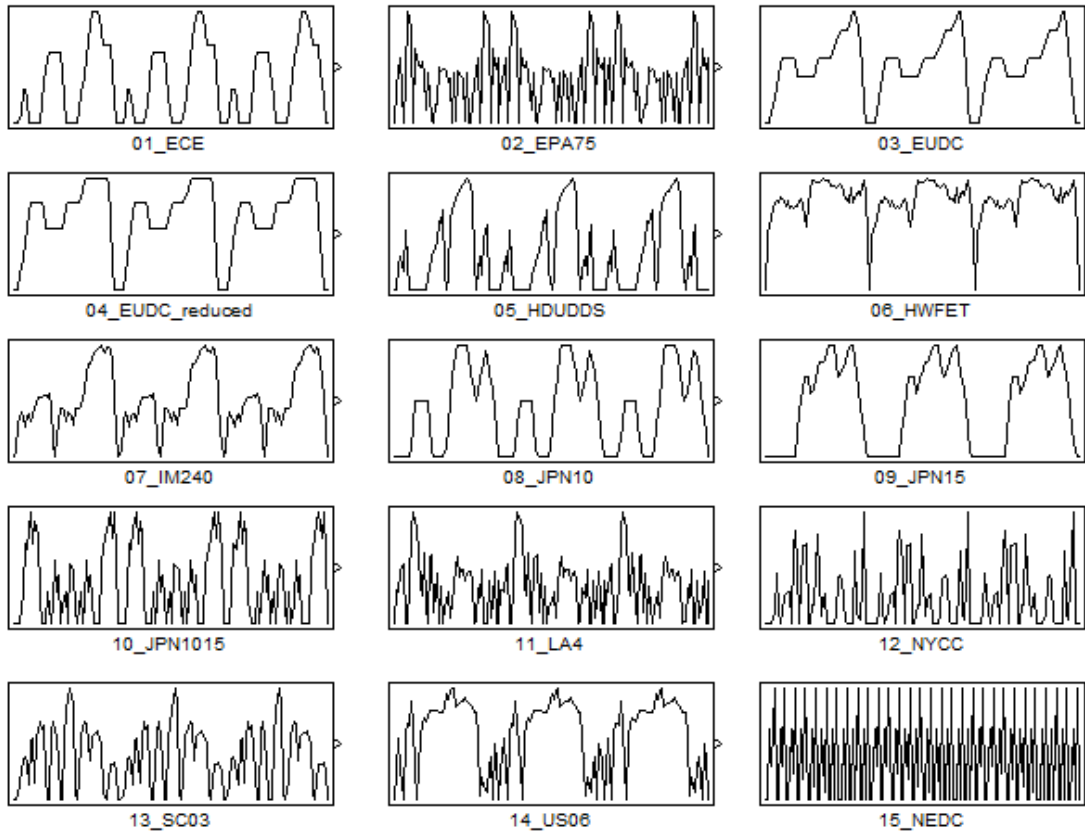 01_ECE
02_EPA75
03_EUDC
04_EUDC_reduced
05_HDUDDS
06_HWFET
07_IM240
08_JPN10
09_JPN15
10_JPN1015
11_LA4
12_NYCC
13_SC03
14_US06
15_NEDC